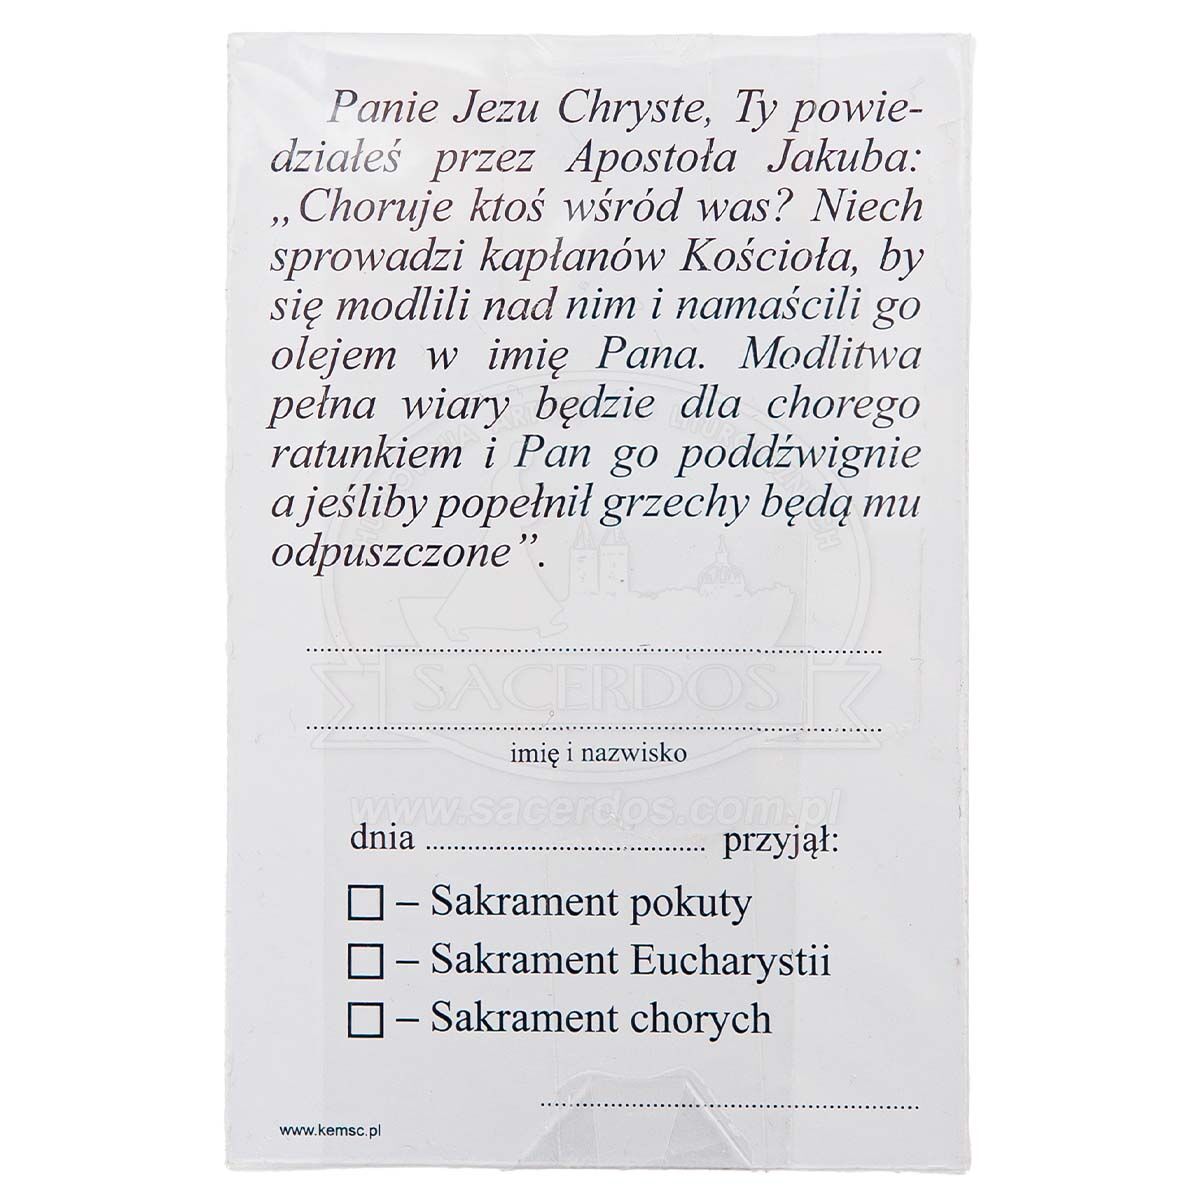 Panie Jezu Chryste, Ty powie-
działeś przez Apostoła Jakuba:
„Choruje ktoś wśród was? Niech
sprowadzi kapłanów Kościoła, by
się modlili nad nim i namaścili go
olejem w imię Pana. Modlitwa
pełna wiary będzie dla chorego
ratunkiem i Pan go poddźwignie
a jeśliby popełnił grzechy będą mu
odpuszczone”.
SACERDOS
imię i nazwisko
www.sacerdos.com.pl
dnia ........................................ przyjął:
– Sakrament pokuty
– Sakrament Eucharystii
– Sakrament chorych
www.kemsc.pl